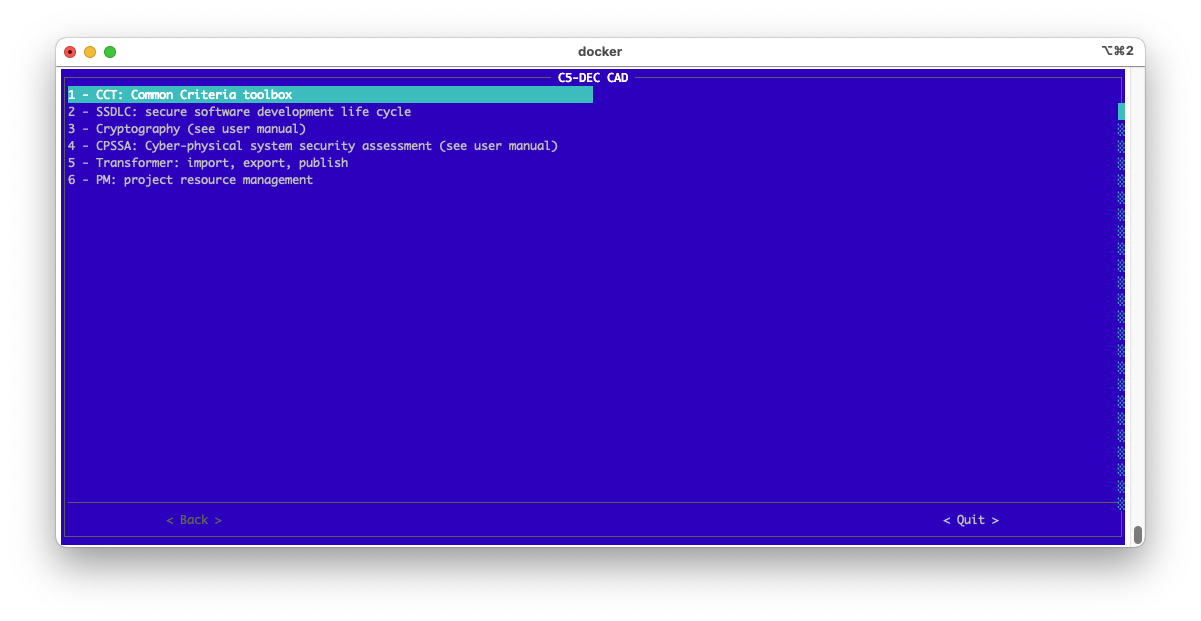 docker
⌥⌘2
C5-DEC CAD
1 - CCT: Common Criteria toolbox
2 - SSDLC: secure software development life cycle
3 - Cryptography (see user manual)
4 - CPSSA: Cyber-physical system security assessment (see user manual)
5 - Transformer: import, export, publish
6 - PM: project resource management
< Back >
< Quit >